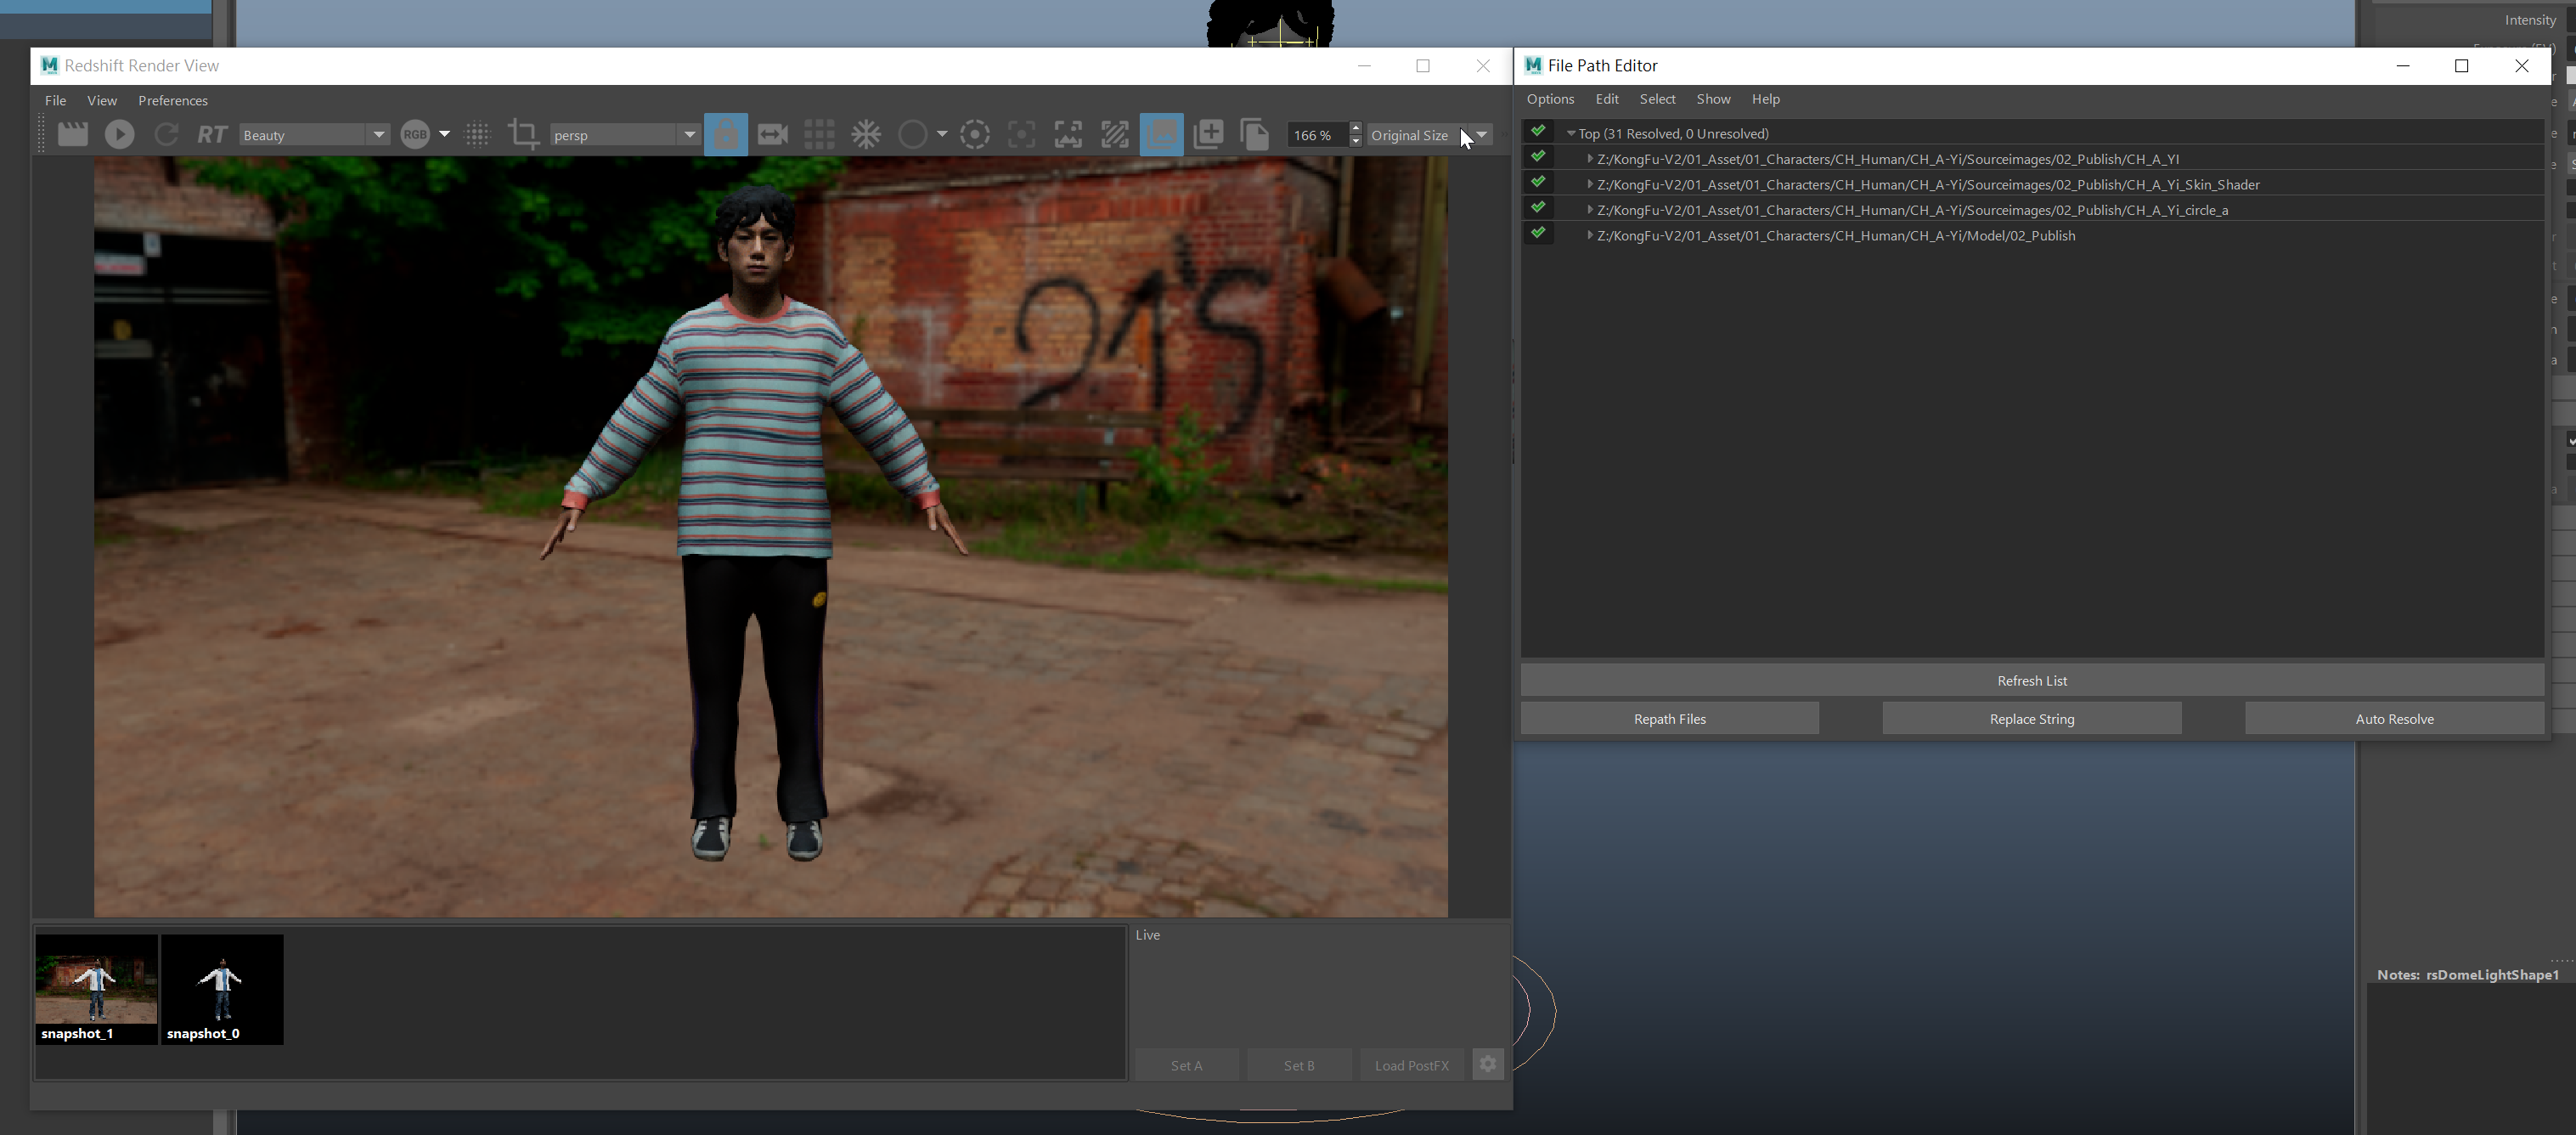 Intensity
Redshift Render View
File View Preferences
RT
Beauty
RGB
persp
166 %
Original Size
21's
snapshot_1
snapshot_0
Live
Set A
Set B
Load PostFX
File Path Editor
Options Edit Select Show Help
Top (31 Resolved, 0 Unresolved)
Z:/KongFu-V2/01_Asset/01_Characters/CH_Human/CH_A-Yi/Sourceimages/02_Publish/CH_A_YI
Z:/KongFu-V2/01_Asset/01_Characters/CH_Human/CH_A-Yi/Sourceimages/02_Publish/CH_A_Yi_Skin_Shader
Z:/KongFu-V2/01_Asset/01_Characters/CH_Human/CH_A-Yi/Sourceimages/02_Publish/CH_A_Yi_circle_a
Z:/KongFu-V2/01_Asset/01_Characters/CH_Human/CH_A-Yi/Model/02_Publish
Refresh List
Repath Files
Replace String
Auto Resolve
Notes: rsDomeLightShape1